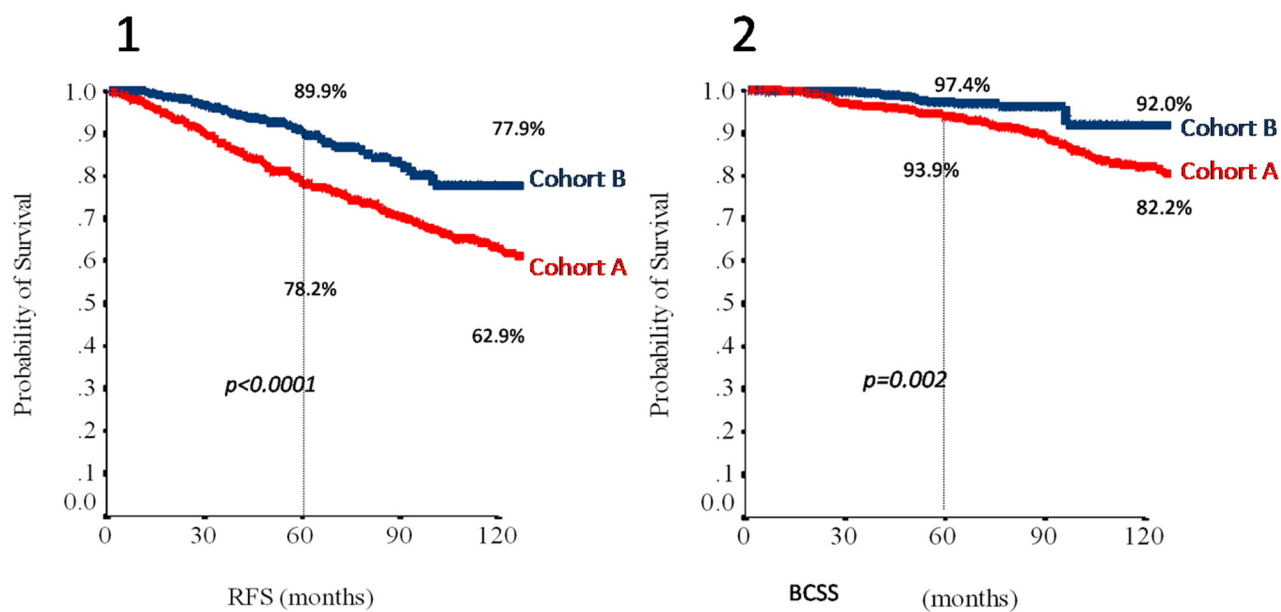 1
89.9%
77.9%
1.0
.9
.8
.7
.6
.5
.4
.3
.2
.1
0.0
Probability of Survival
Cohort B
Cohort A
78.2%
62.9%
p<0.0001
0 30 60 90 120
RFS (months)
2
97.4%
92.0%
1.0
.9
.8
.7
.6
.5
.4
.3
.2
.1
0.0
Probability of Survival
Cohort B
Cohort A
93.9%
82.2%
p=0.002
0 30 60 90 120
BCSS (months)